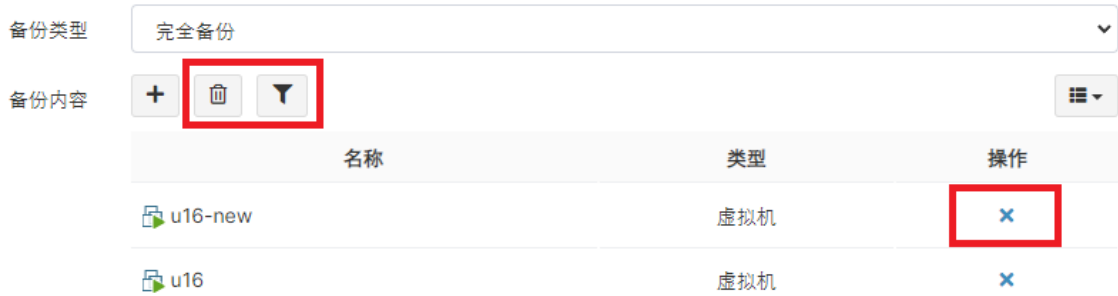 备份类型 完全备份
备份内容
名称 类型 操作
u16-new 虚拟机
u16 虚拟机